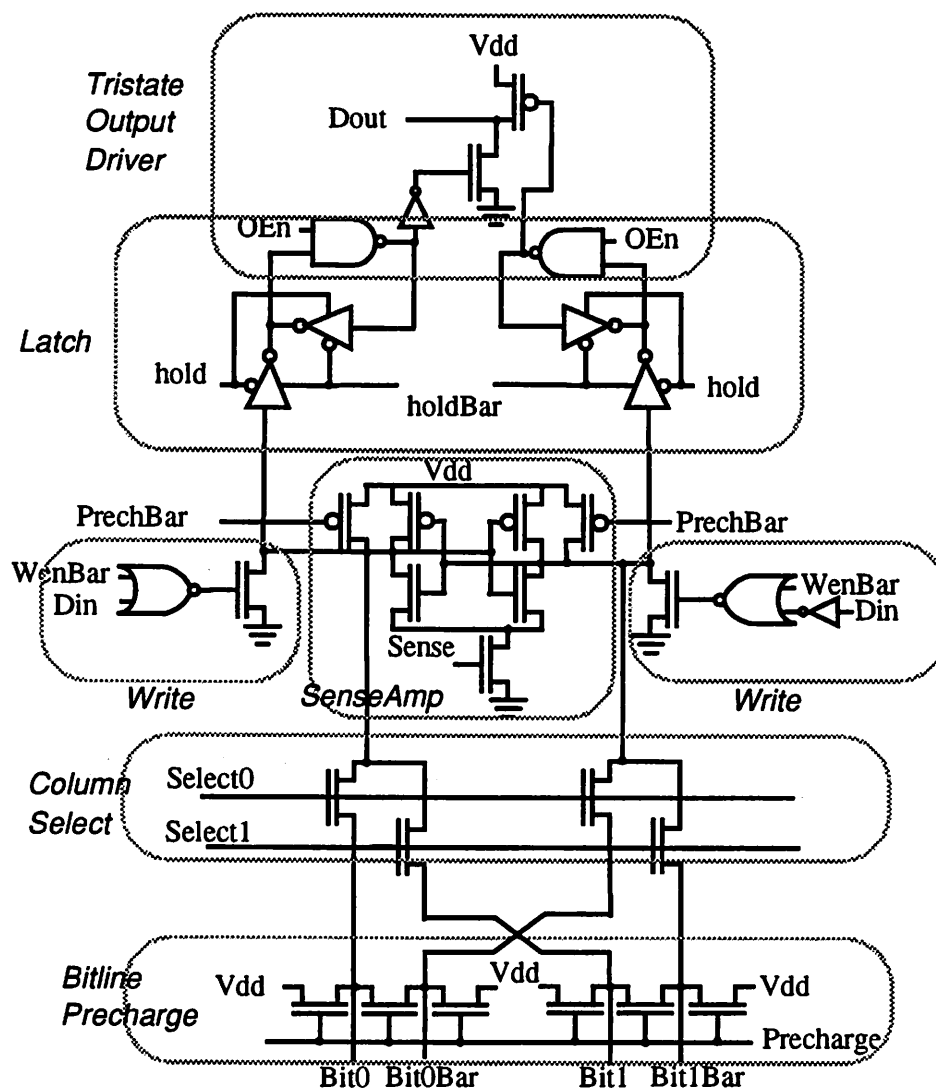 Vdd
Tristate
Output
Driver
Dout
OEn
OEn
Latch
hold
holdBar
hold
Vdd
PrechBar
PrechBar
WenBar
Din
WenBar
Din
Sense
Write
SenseAmp
Write
Column
Select
Select0
Select1
Bitline
Precharge
Vdd
Vdd
Vdd
Precharge
Bit0
Bit0Bar
Bit1
Bit1Bar